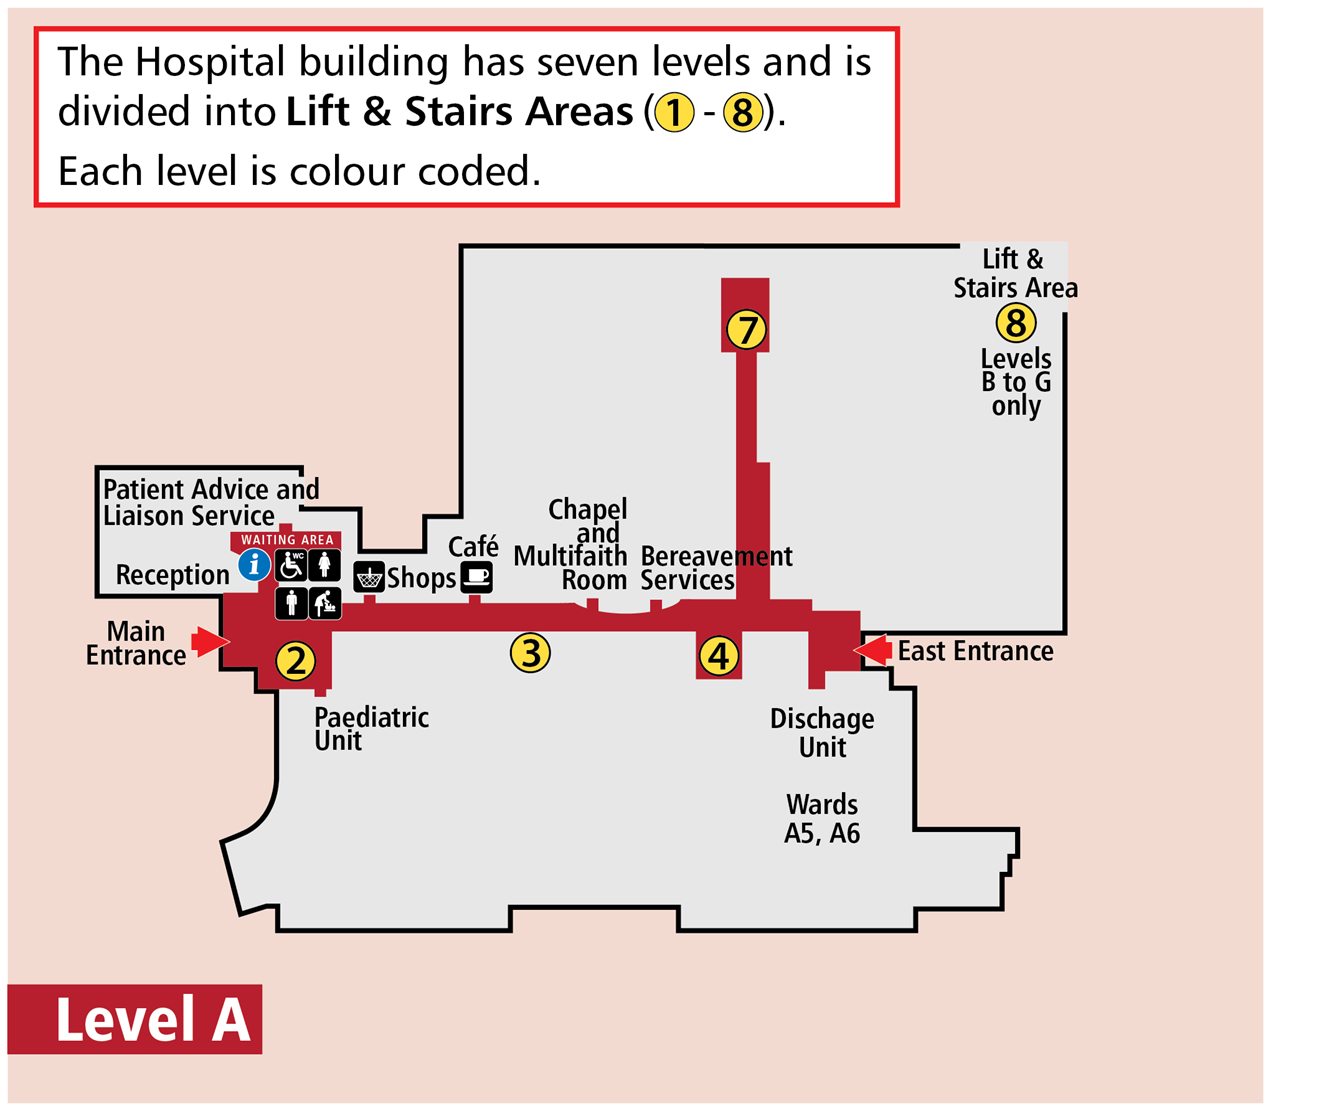 The Hospital building has seven levels and is
divided into Lift & Stairs Areas (1 - 8).
Each level is colour coded.
Lift &
Stairs Area
8
Levels
B to G
only
7
Patient Advice and
Liaison Service
WAITING AREA
i
WC
Reception
Shops
Café
Chapel
and
Multifaith
Room
Bereavement
Services
Main
Entrance
2
3
4
East Entrance
Paediatric
Unit
Dischage
Unit
Wards
A5, A6
Level A